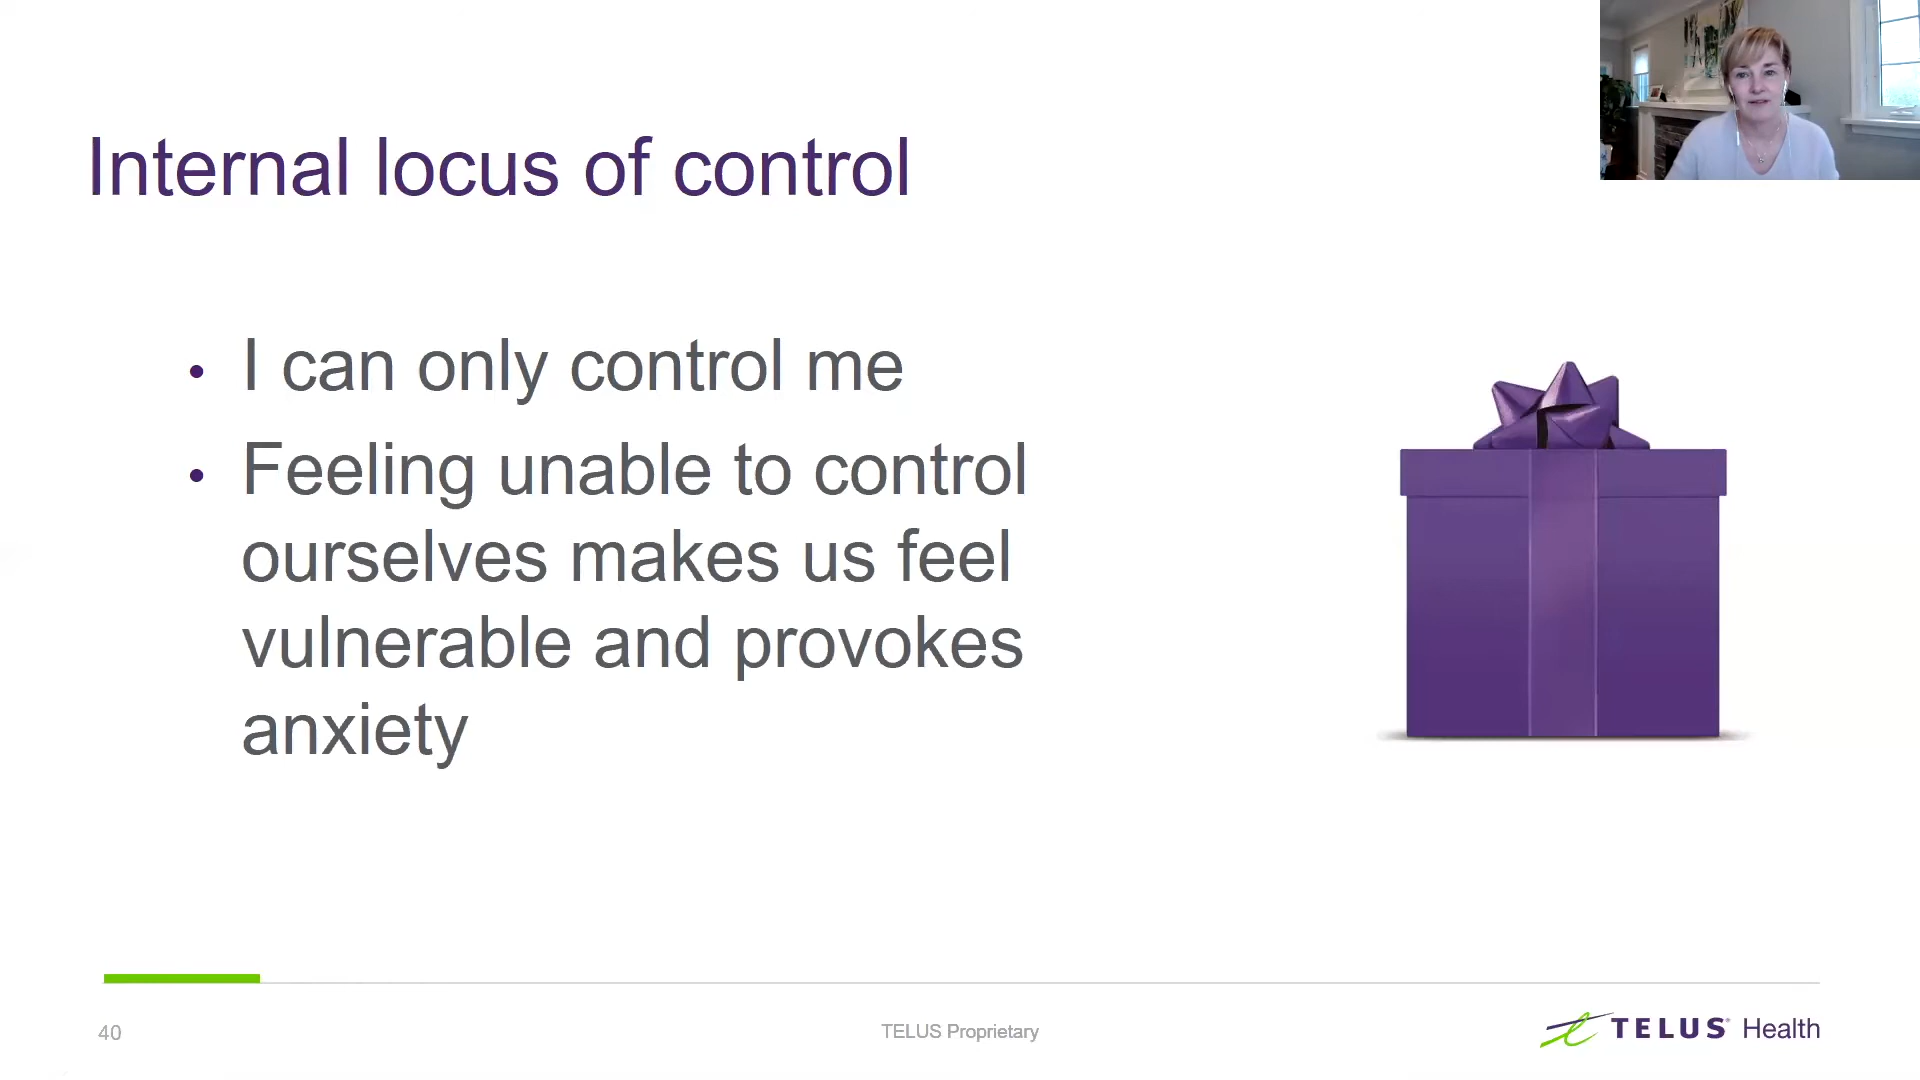 Internal locus of control
• I can only control me
• Feeling unable to control
ourselves makes us feel
vulnerable and provokes
anxiety
40
TELUS Proprietary
TELUS® Health